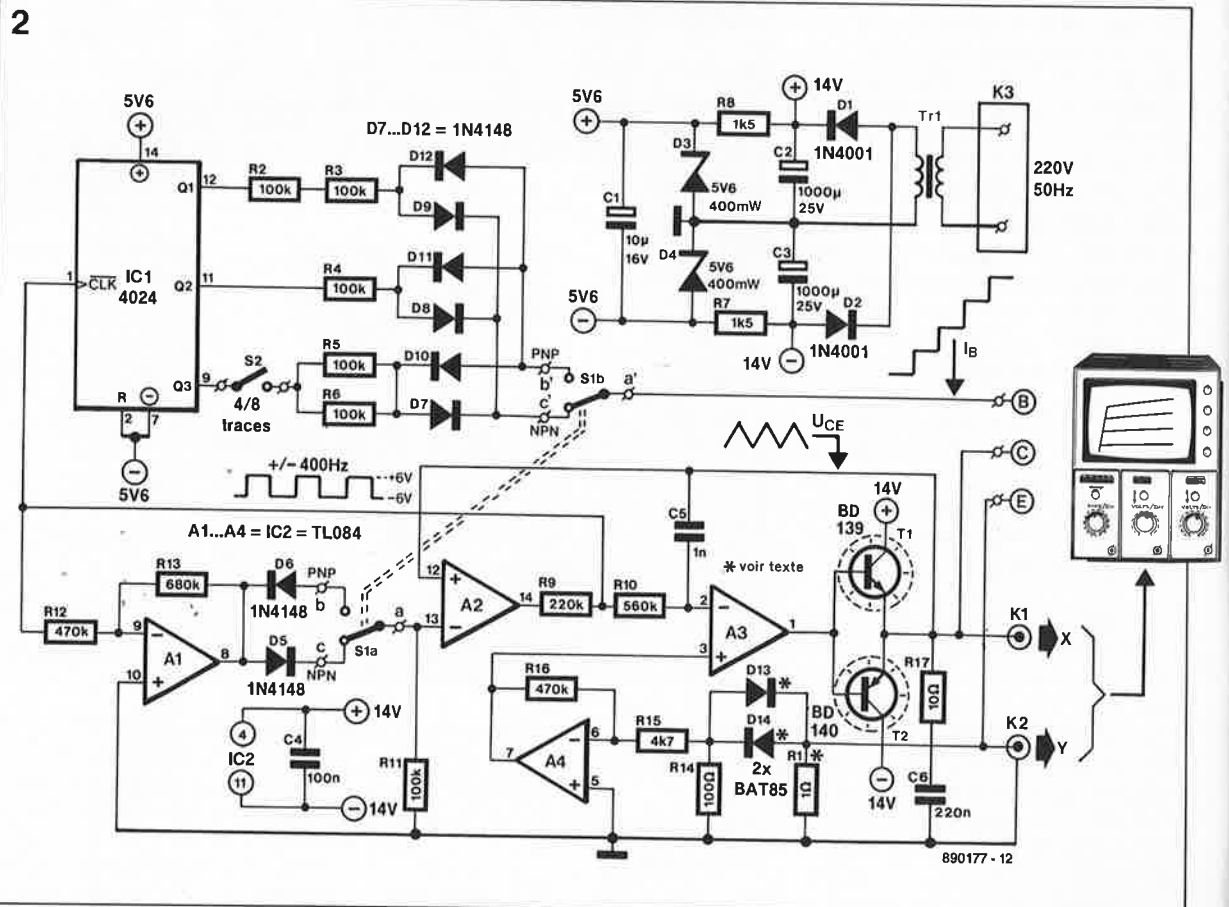 2
5V6
+
14
+
D7...D12 = 1N4148
Q1
12
R2
100k
R3
100k
D12
D9
1
CLK
IC1
4024
Q2
11
R4
100k
D11
D8
Q3
9
S2
4/8
traces
R5
100k
R6
100k
D10
D7
PNP
b'
c'
NPN
S1b
a'
R
2
−
7
−
5V6
5V6
+
R8
1k5
+
14V
D1
1N4001
Tr1
K3
220V
50Hz
D3
5V6
400mW
C2
1000µ
25V
C1
10µ
16V
D4
5V6
400mW
C3
1000µ
25V
5V6
−
R7
1k5
D2
1N4001
14V
−
IB
B
C
E
UCE
+/− 400Hz
+6V
−6V
A1...A4 = IC2 = TL084
R13
680k
D6
1N4148
PNP
b
R12
470k
9
−
A1
8
10
+
D5
1N4148
c
NPN
S1a
a
4
IC2
11
C4
100n
+
14V
−
14V
R11
100k
12
+
A2
14
13
−
R9
220k
R10
560k
C5
1n
* voir texte
2
−
A3
1
3
+
BD
139
14V
+
T1
BD
140
T2
−
14V
R16
470k
7
A4
−
6
+
5
R15
4k7
D13
*
D14
*
2x
BAT85
R14
100Ω
R1
*
1Ω
R17
10Ω
C6
220n
K1
X
K2
Y
890177 - 12
VOLTS/DIV
VOLTS/DIV